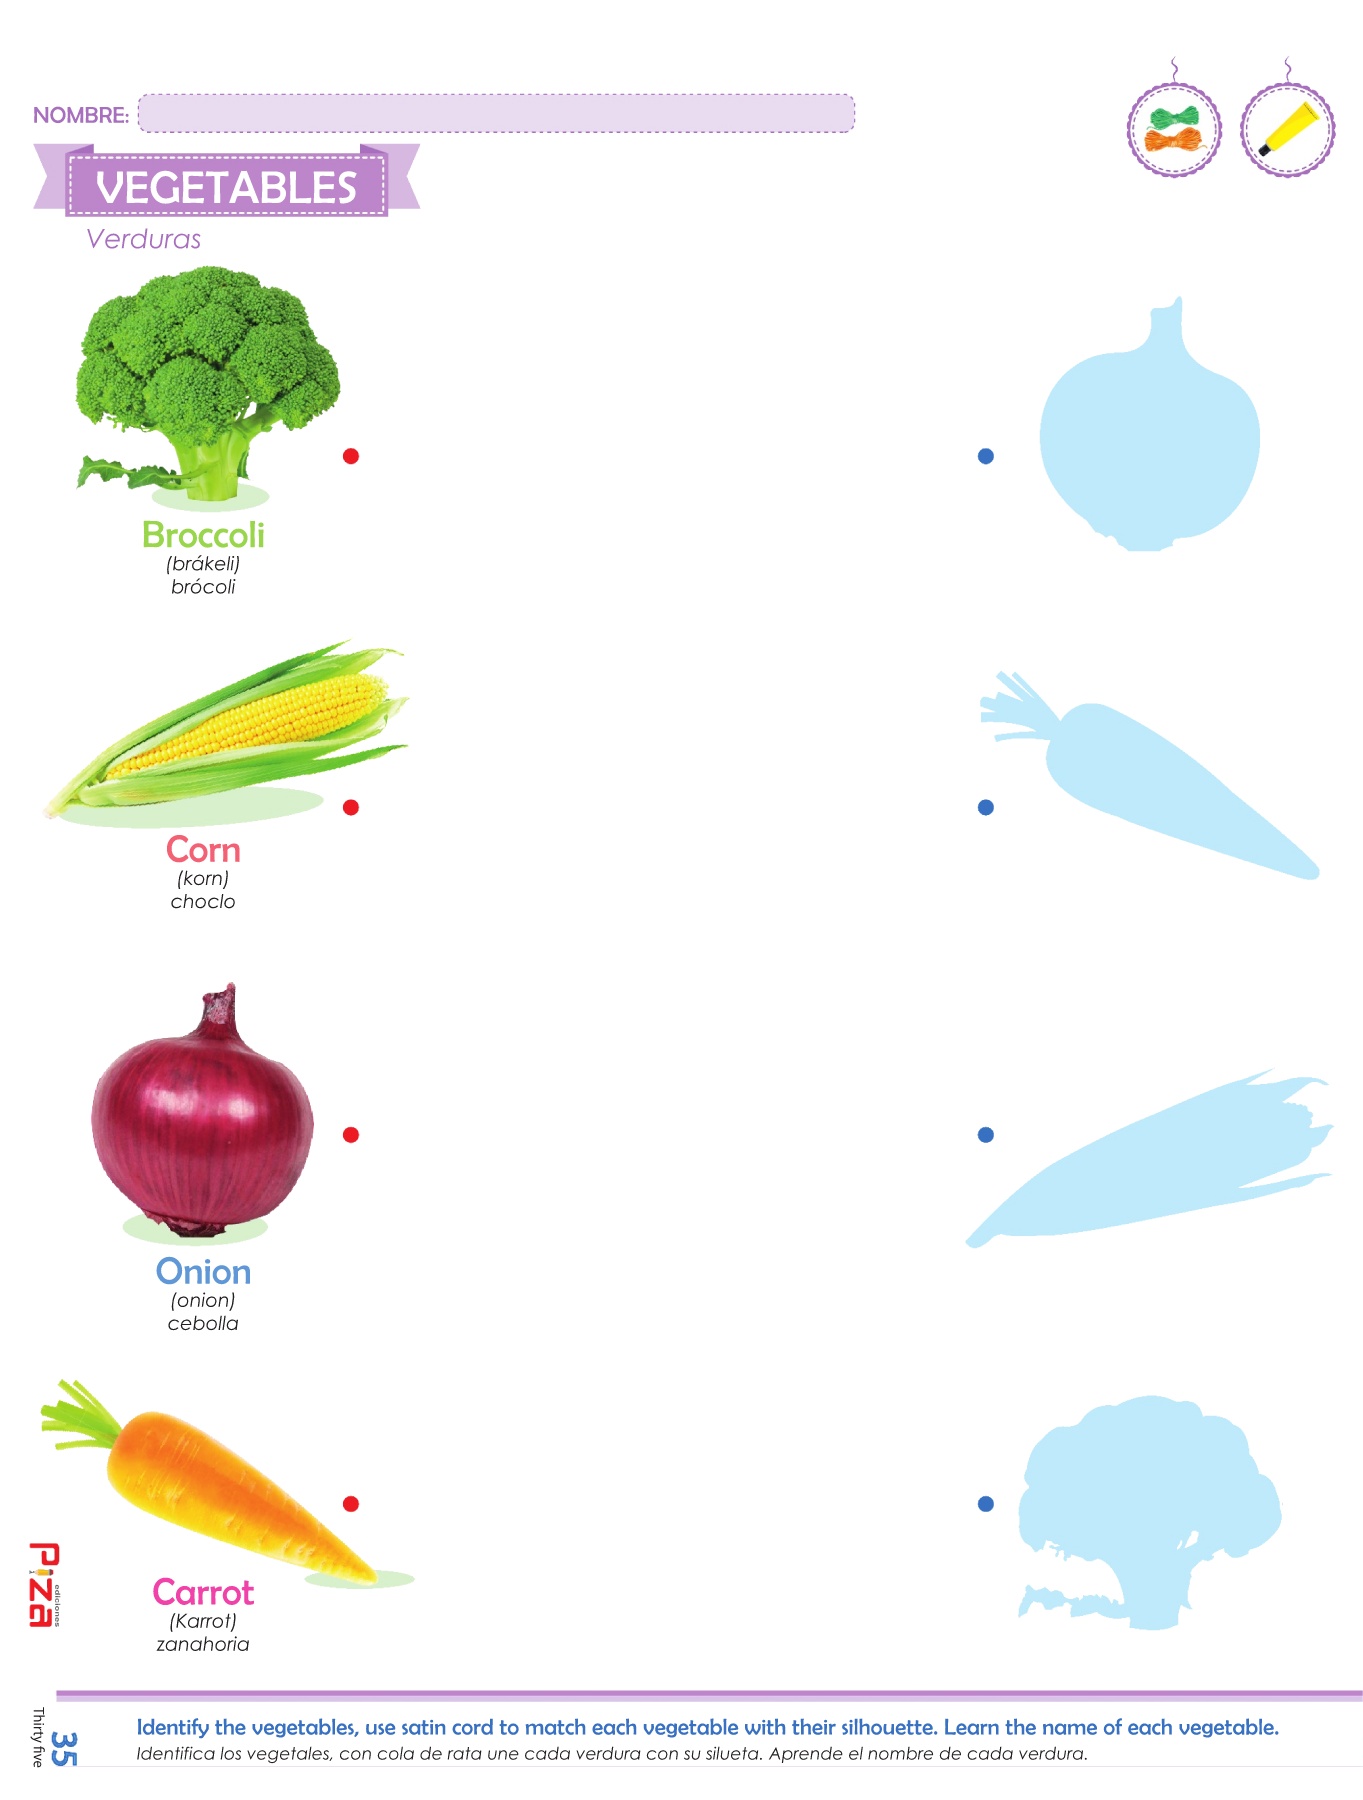 NOMBRE:
VEGETABLES
Verduras
Broccoli
(brákeli)
brócoli
Corn
(korn)
choclo
Onion
(onion)
cebolla
Carrot
(Karrot)
zanahoria
Piza
ediciones
Identify the vegetables, use satin cord to match each vegetable with their silhouette. Learn the name of each vegetable.
Identifica los vegetales, con cola de rata une cada verdura con su silueta. Aprende el nombre de cada verdura.
35
Thirty five